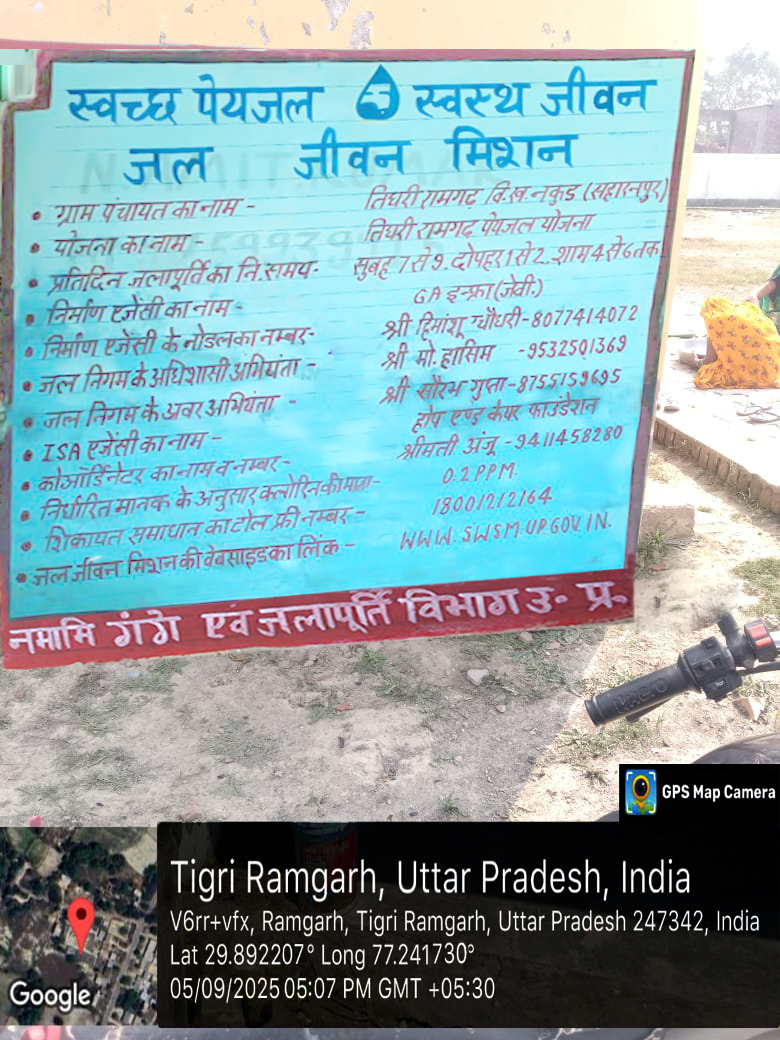 स्वच्छ पेयजल स्वस्थ जीवन
जल जीवन मिशन
• ग्राम पंचायत का नाम - तिघरी रामगढ़ वि.ख. नकुड (सहारनपुर)
• योजना का नाम - तिघरी रामगढ़ पेयजल योजना
• प्रतिदिन जलापूर्ति का नि.समय- सुबह 7 से 9. दोपहर 1 से 2. शाम 4 से 6 तक
• निर्माण एजेंसी का नाम - GA इन्फ्रा (जेवी.)
• निर्माण एजेंसी के नोडल का नम्बर- श्री हिमांशू चौधरी-8077414072
• जल निगम के अधिशासी अभियंता - श्री मो. हासिम -9532501369
• जल निगम के अवर अभियंता - श्री सौरभ गुप्ता-8755159695
• ISA एजेंसी का नाम - होप एण्ड केयर फाउंडेशन
• कोऑर्डिनेटर का नाम व नम्बर- श्रीमती अंजू -9411458280
• निर्धारित मानक के अनुसार क्लोरिन की मात्रा- 0.2 PPM.
• शिकायत समाधान का टोल फ्री नम्बर - 18001212164
• जल जीवन मिशन की वेबसाइड का लिंक - WWW.SWSM.UP.GOV.IN.
नमामि गंगे एवं जलापूर्ति विभाग उ॰ प्र॰
GPS Map Camera
Tigri Ramgarh, Uttar Pradesh, India
V6rr+vfx, Ramgarh, Tigri Ramgarh, Uttar Pradesh 247342, India
Lat 29.892207° Long 77.241730°
05/09/2025 05:07 PM GMT +05:30
Google